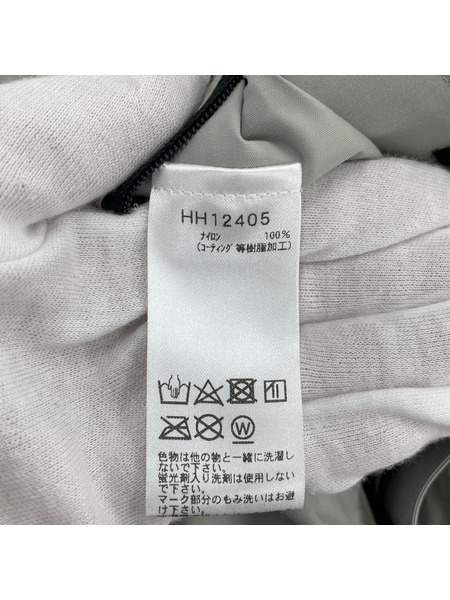 HH12405
ﾅｲﾛﾝ 100%
(ｺｰﾃｨﾝｸﾞ等樹脂加工)
W
色物は他の物と一緒に洗濯し
ないで下さい。
蛍光剤入り洗剤は使用しない
で下さい。
マーク部分のもみ洗いはお避
け下さい。